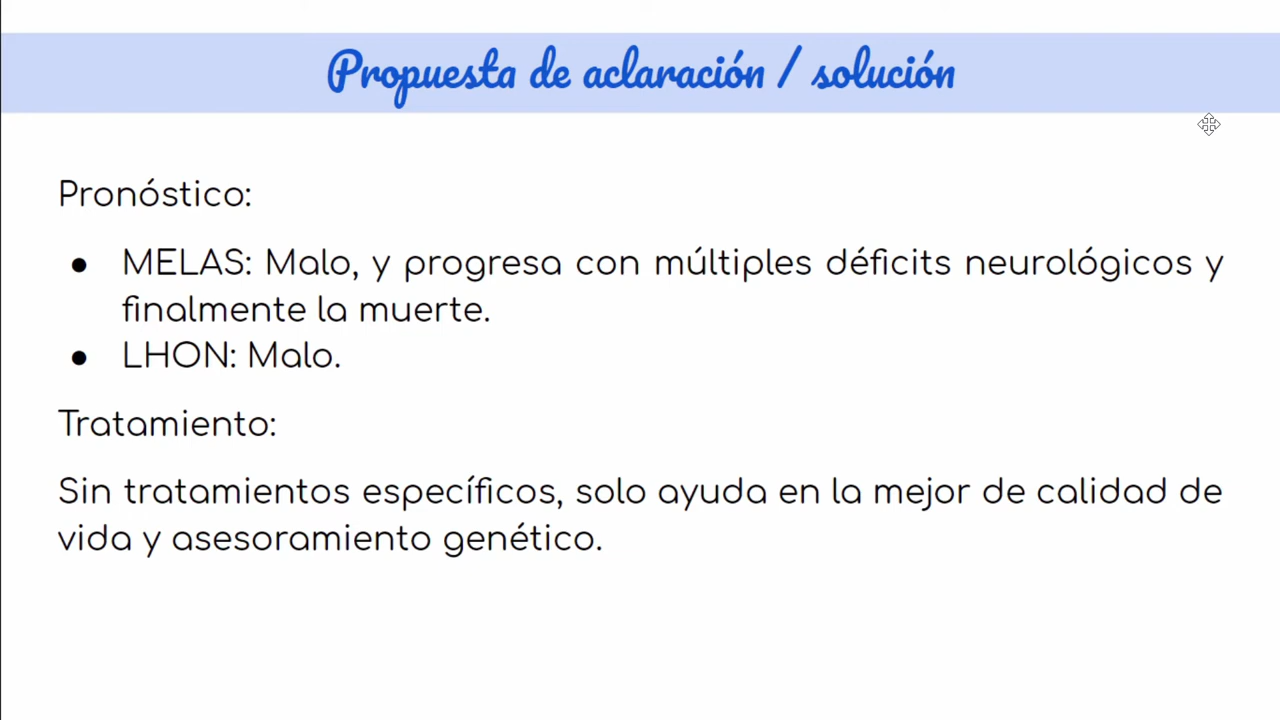 Propuesta de aclaración / solución
Pronóstico:
● MELAS: Malo, y progresa con múltiples déficits neurológicos y
finalmente la muerte.
● LHON: Malo.
Tratamiento:
Sin tratamientos específicos, solo ayuda en la mejor de calidad de
vida y asesoramiento genético.